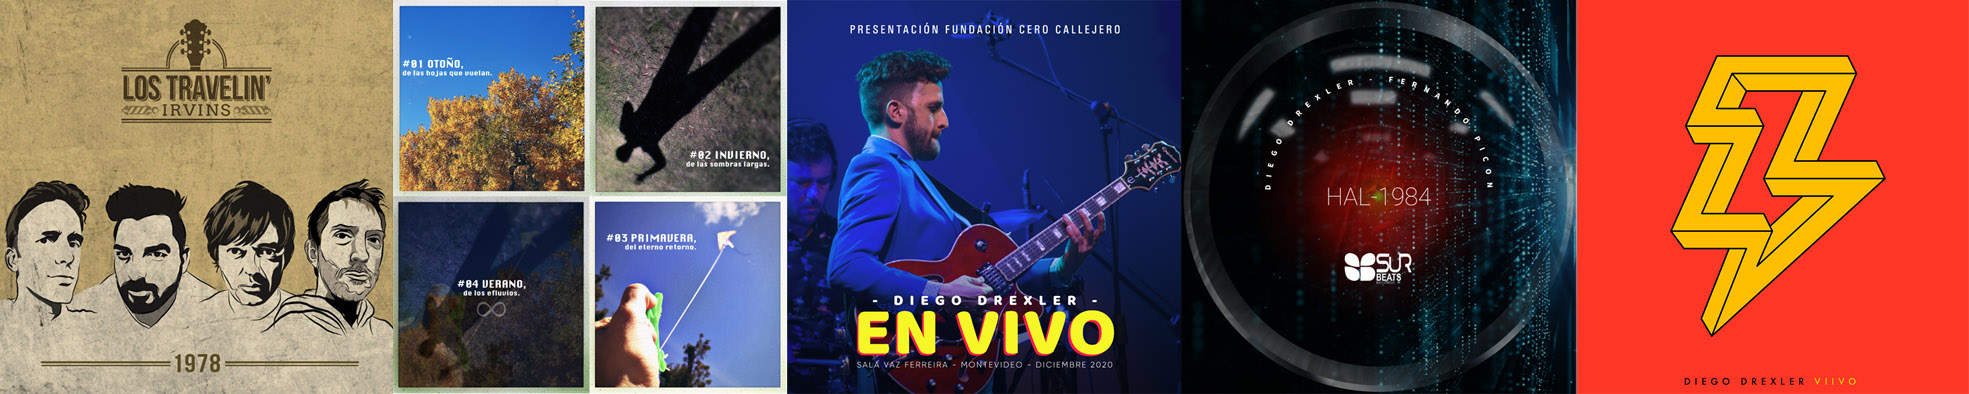 LOS TRAVELIN'
IRVINS
1978
#01 OTOÑO,
de las hojas que vuelan.
#02 INVIERNO,
de las sombras largas.
#04 VERANO,
de los efluvios.
#03 PRIMAVERA,
del eterno retorno.
PRESENTACIÓN FUNDACIÓN CERO CALLEJERO
- DIEGO DREXLER -
EN VIVO
SALA VAZ FERREIRA - MONTEVIDEO - DICIEMBRE 2020
DIEGO DREXLER - FERNANDO PICON
HAL-1984
SUR
BEATS
DIEGO DREXLER VIIVO